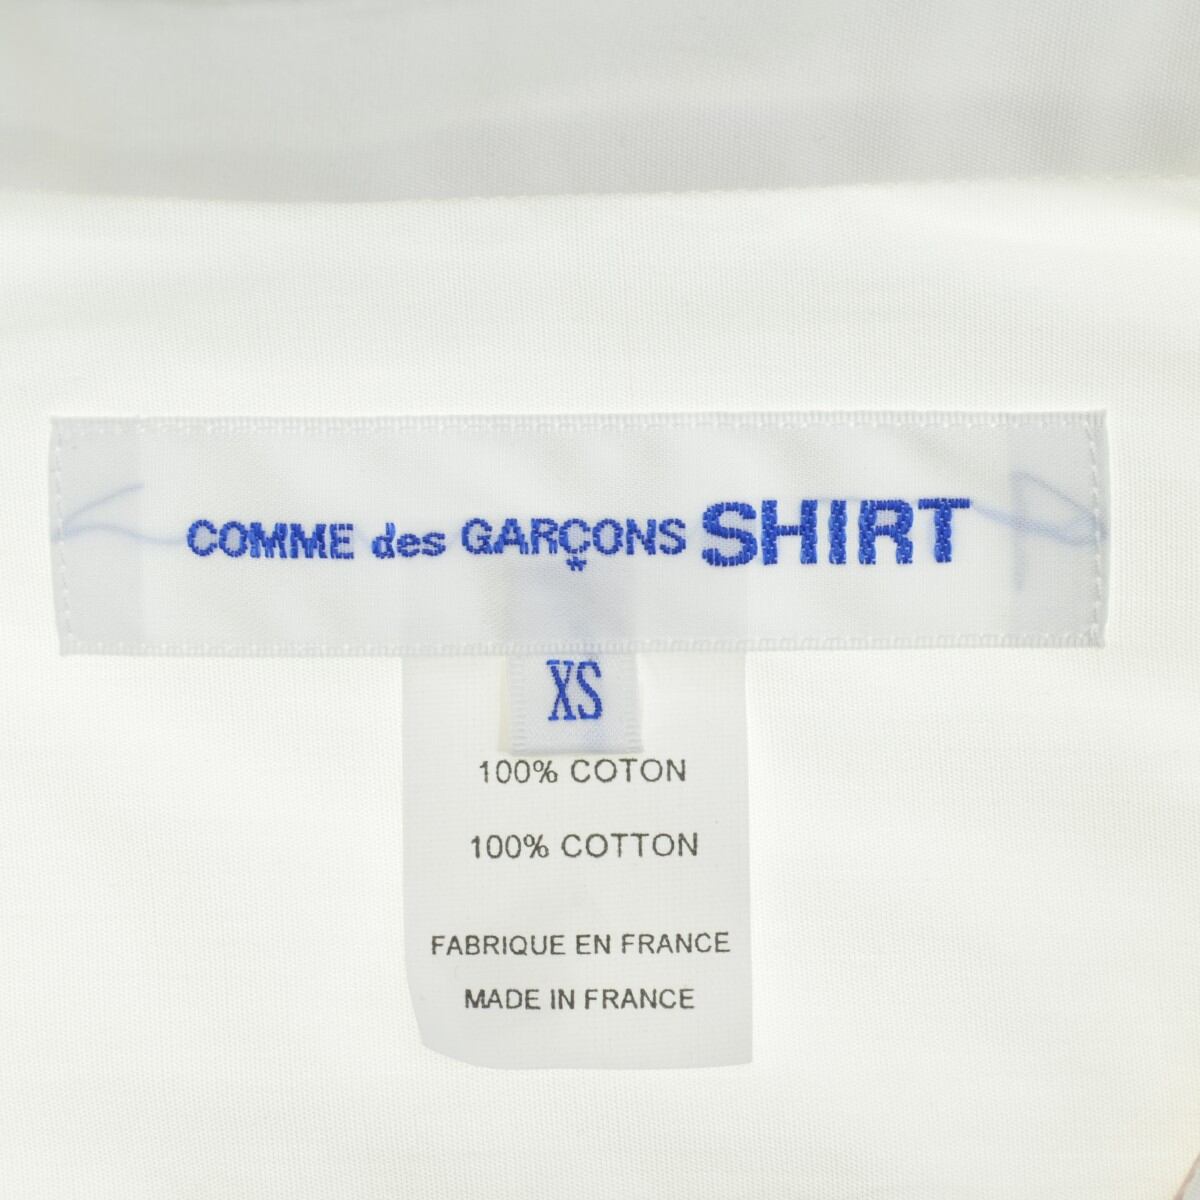 COMME des GARÇONS SHIRT
*
XS
100% COTON
100% COTTON
FABRIQUE EN FRANCE
MADE IN FRANCE